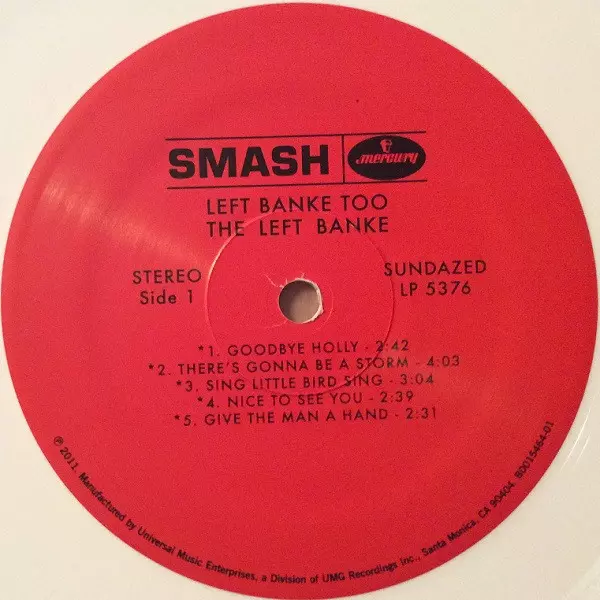 SMASH
mercury
LEFT BANKE TOO
THE LEFT BANKE
STEREO
Side 1
SUNDAZED
LP 5376
*1. GOODBYE HOLLY - 2:42
*2. THERE'S GONNA BE A STORM - 4:03
*3. SING LITTLE BIRD SING - 3:04
*4. NICE TO SEE YOU - 2:39
*5. GIVE THE MAN A HAND - 2:31
℗ 2011. Manufactured by Universal Music Enterprises, a Division of UMG Recordings Inc., Santa Monica, CA 90404. B0015464-01